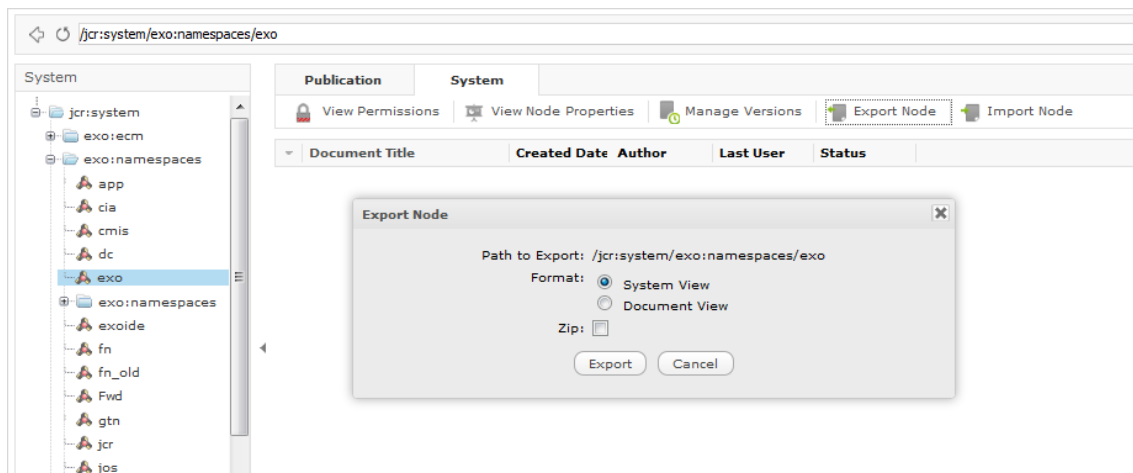 /jcr:system/exo:namespaces/exo
System
jcr:system
exo:ecm
exo:namespaces
app
cia
cmis
dc
exo
exo:namespaces
exoide
fn
fn_old
Fwd
gtn
jcr
jos
Publication System
View Permissions View Node Properties Manage Versions Export Node Import Node
Document Title Created Date Author Last User Status
Export Node
Path to Export: /jcr:system/exo:namespaces/exo
Format: System View
Document View
Zip:
Export Cancel